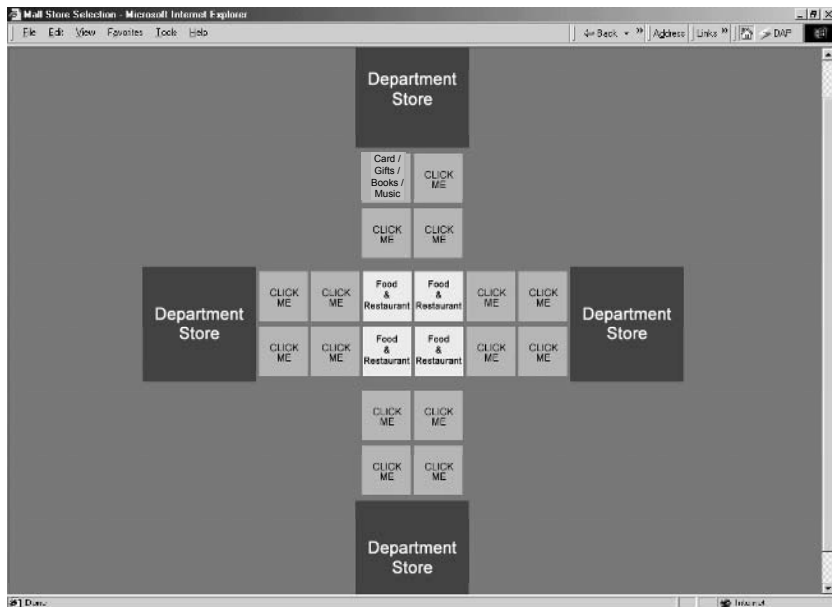 Mall Store Selection - Microsoft Internet Explorer
File Edit View Favorites Tools Help
Back » Address Links » DAP
Department
Store
Card /
Gifts /
Books /
Music
CLICK
ME
CLICK
ME
CLICK
ME
Department
Store
CLICK
ME
CLICK
ME
Food
&
Restaurant
Food
&
Restaurant
CLICK
ME
CLICK
ME
CLICK
ME
CLICK
ME
Food
&
Restaurant
Food
&
Restaurant
CLICK
ME
CLICK
ME
Department
Store
CLICK
ME
CLICK
ME
CLICK
ME
CLICK
ME
Department
Store
Done
Internet